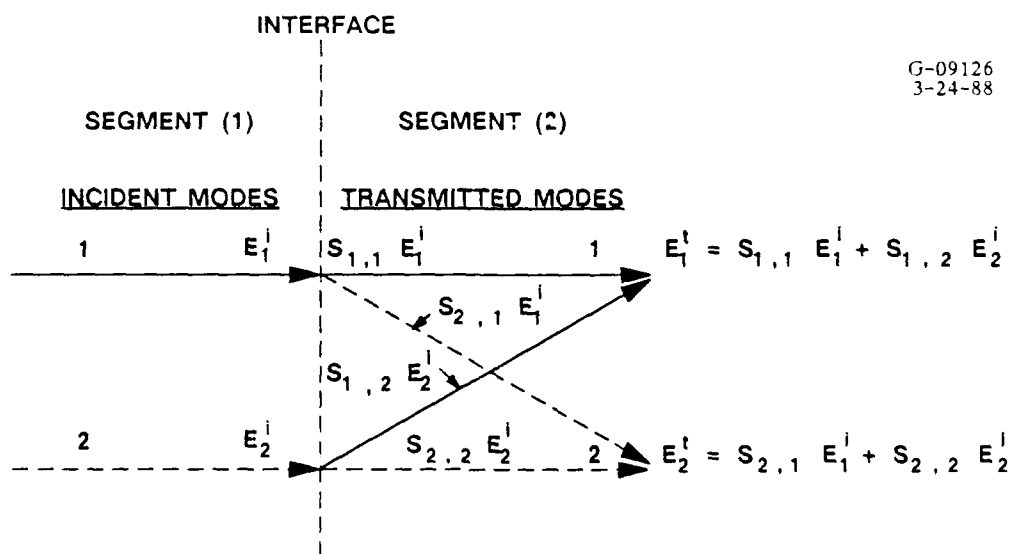 INTERFACE
G-09126
3-24-88
SEGMENT (1) SEGMENT (2)
INCIDENT MODES TRANSMITTED MODES
1 E₁ⁱ S₁,₁ E₁ⁱ 1 E₁ᵗ = S₁,₁ E₁ⁱ + S₁,₂ E₂ⁱ
S₂,₁ E₁ⁱ
S₁,₂ E₂ⁱ
2 E₂ⁱ S₂,₂ E₂ⁱ 2 E₂ᵗ = S₂,₁ E₁ⁱ + S₂,₂ E₂ⁱ